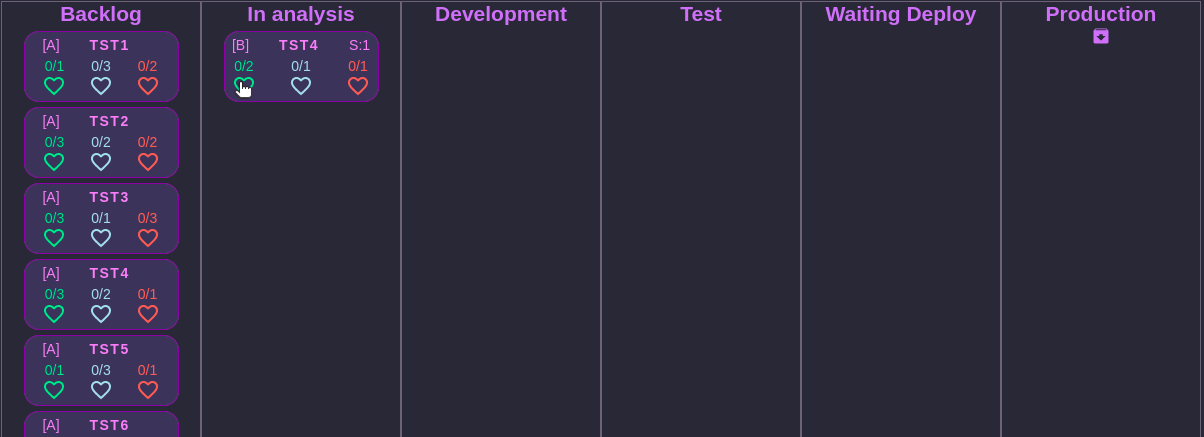 Backlog
[A] TST1
0/1 0/3 0/2
[A] TST2
0/3 0/2 0/2
[A] TST3
0/3 0/1 0/3
[A] TST4
0/3 0/2 0/1
[A] TST5
0/1 0/3 0/1
[A] TST6
In analysis
[B] TST4 S:1
0/2 0/1 0/1
Development
Test
Waiting Deploy
Production